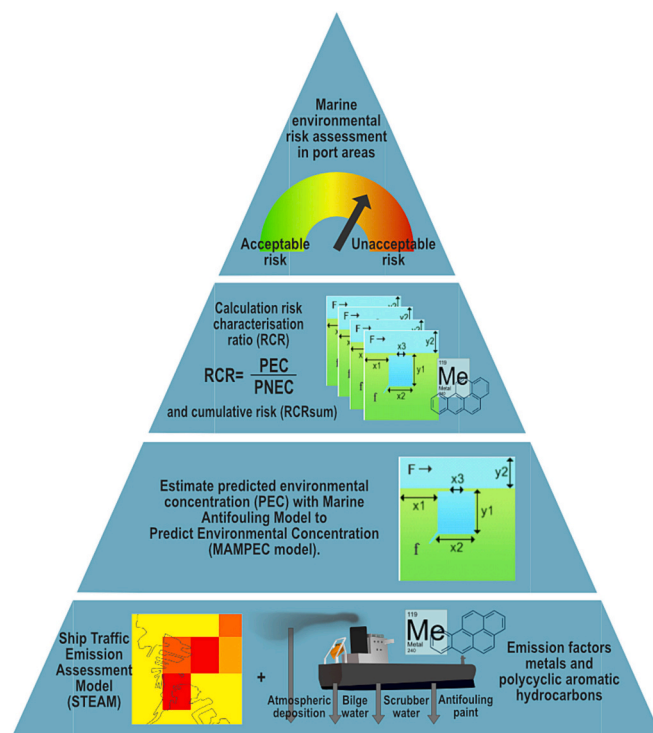 Marine
environmental
risk assessment
in port areas
Acceptable
risk
Unacceptable
risk
Calculation risk
characterisation
ratio (RCR)
RCR= PEC
PNEC
and cumulative risk (RCRsum)
F→
y2
x3
x1
y1
x2
f
119
Me
Metal
Estimate predicted environmental
concentration (PEC) with Marine
Antifouling Model to
Predict Environmental Concentration
(MAMPEC model).
F→
y2
x3
x1
y1
x2
f
Ship Traffic
Emission
Assessment
Model
(STEAM)
+
Atmospheric
deposition
Bilge
water
Scrubber
water
Antifouling
paint
119
Me
Metal
240
Emission factors
metals and
polycyclic aromatic
hydrocarbons